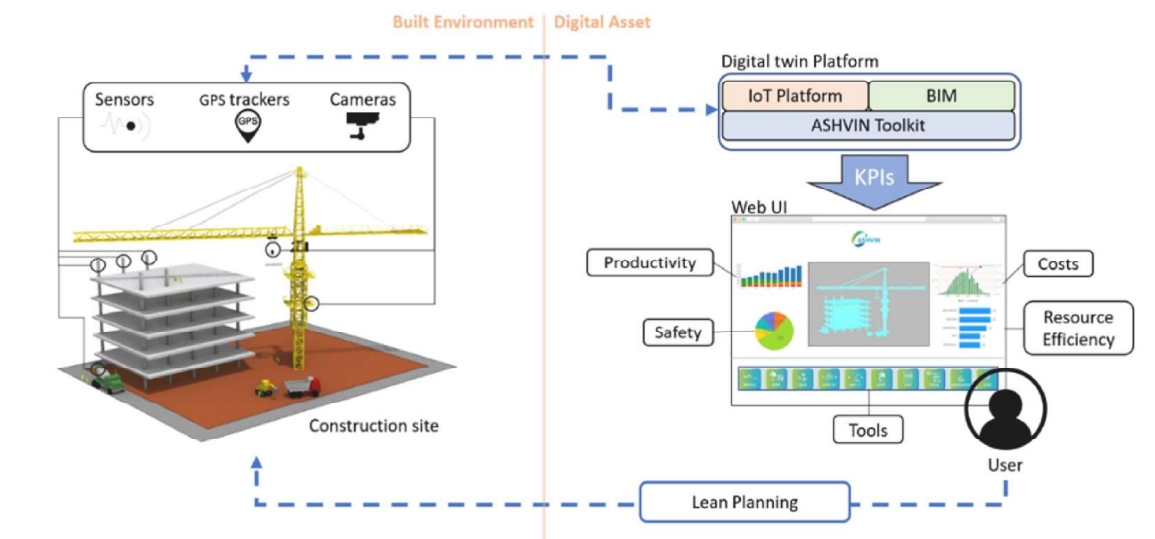 Built Environment
Digital Asset
Digital twin Platform
Sensors
GPS trackers
Cameras
GPS
IoT Platform
BIM
ASHVIN Toolkit
KPIs
Web UI
ASHVIN
Productivity
Costs
Safety
Resource
Efficiency
Construction site
Tools
User
Lean Planning